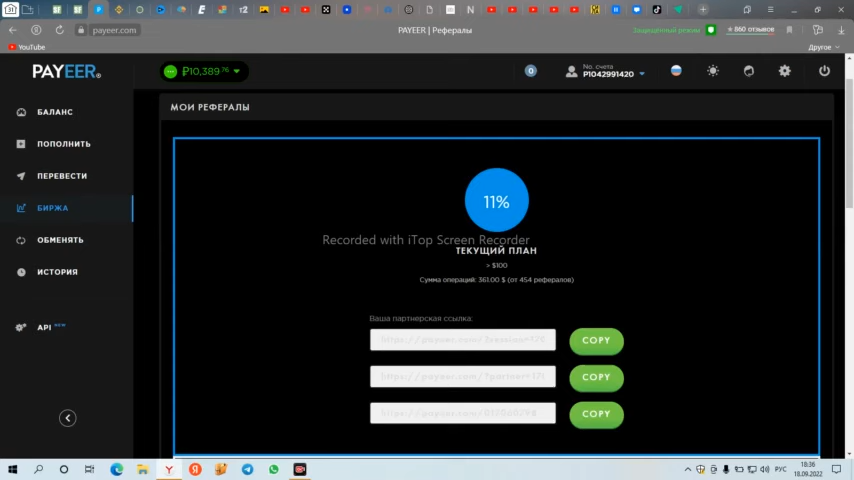 payeer.com
PAYEER | Рефералы
Защищённый режим
★ 860 отзывов
YouTube
Другое
PAYEER®
₽10,389.76
0
No. счета
P1042991420
МОИ РЕФЕРАЛЫ
БАЛАНС
ПОПОЛНИТЬ
ПЕРЕВЕСТИ
БИРЖА
ОБМЕНЯТЬ
ИСТОРИЯ
API NEW
11%
Recorded with iTop Screen Recorder
ТЕКУЩИЙ ПЛАН
> $100
Сумма операций: 361.00 $ (от 454 рефералов)
Ваша партнерская ссылка:
COPY
COPY
COPY
РУС
18:36
18.09.2022